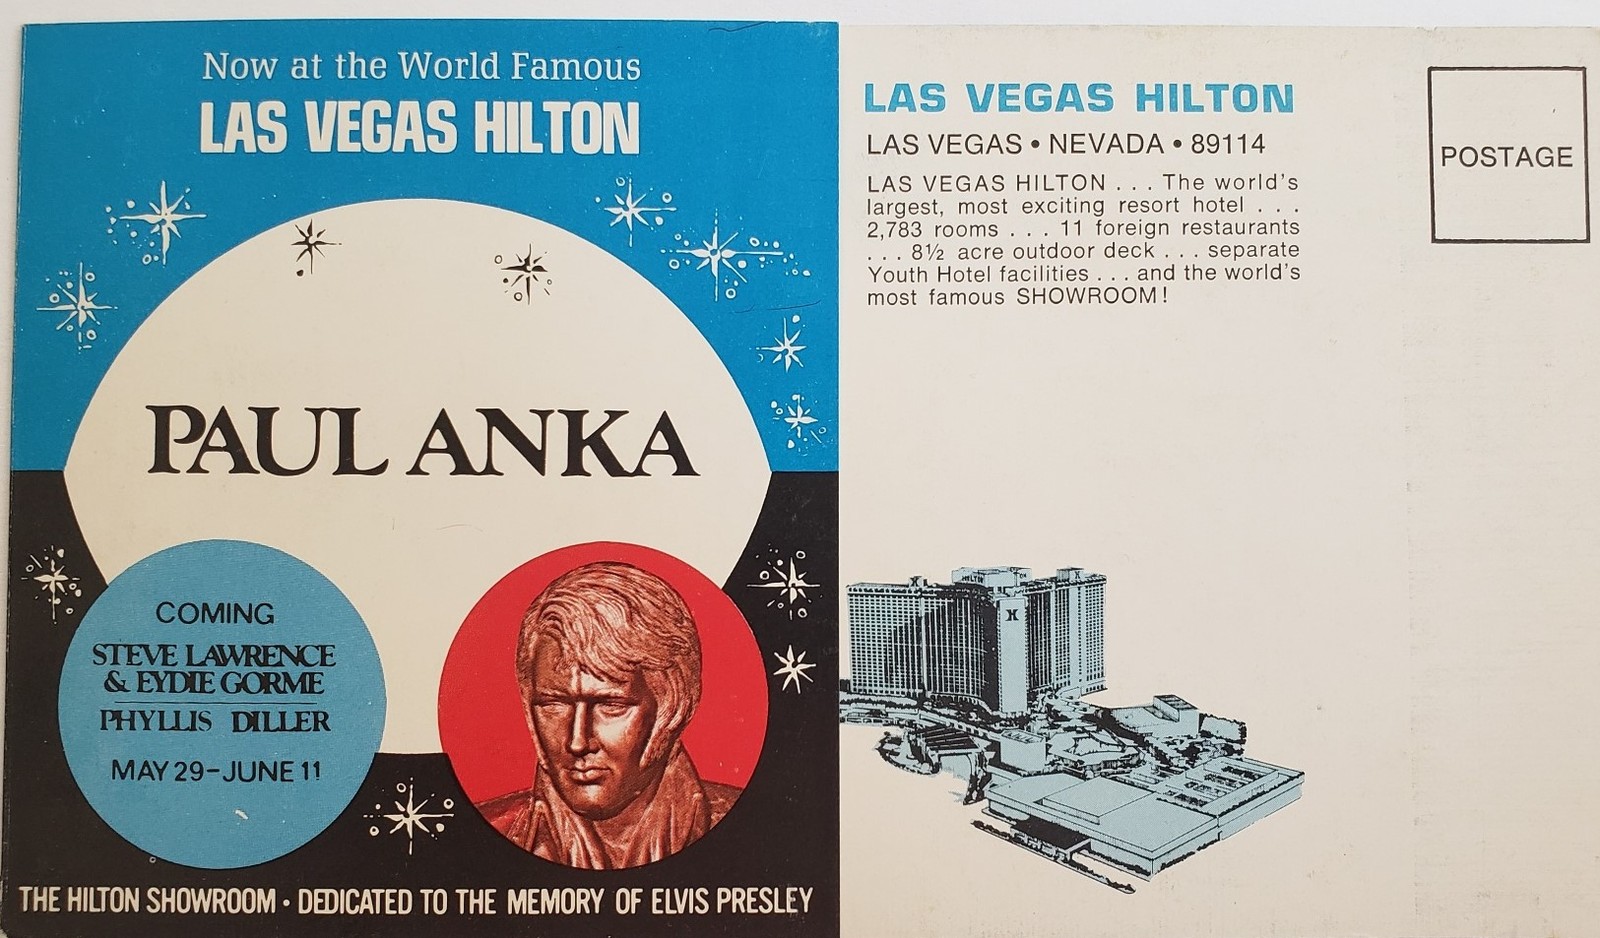 Now at the World Famous
LAS VEGAS HILTON
PAUL ANKA
COMING
STEVE LAWRENCE
& EYDIE GORME
PHYLLIS DILLER
MAY 29-JUNE 11
THE HILTON SHOWROOM • DEDICATED TO THE MEMORY OF ELVIS PRESLEY
LAS VEGAS HILTON
LAS VEGAS • NEVADA • 89114
LAS VEGAS HILTON . . . The world's
largest, most exciting resort hotel . . .
2,783 rooms . . . 11 foreign restaurants
. . . 8½ acre outdoor deck . . . separate
Youth Hotel facilities . . . and the world's
most famous SHOWROOM!
POSTAGE
HILTON
H